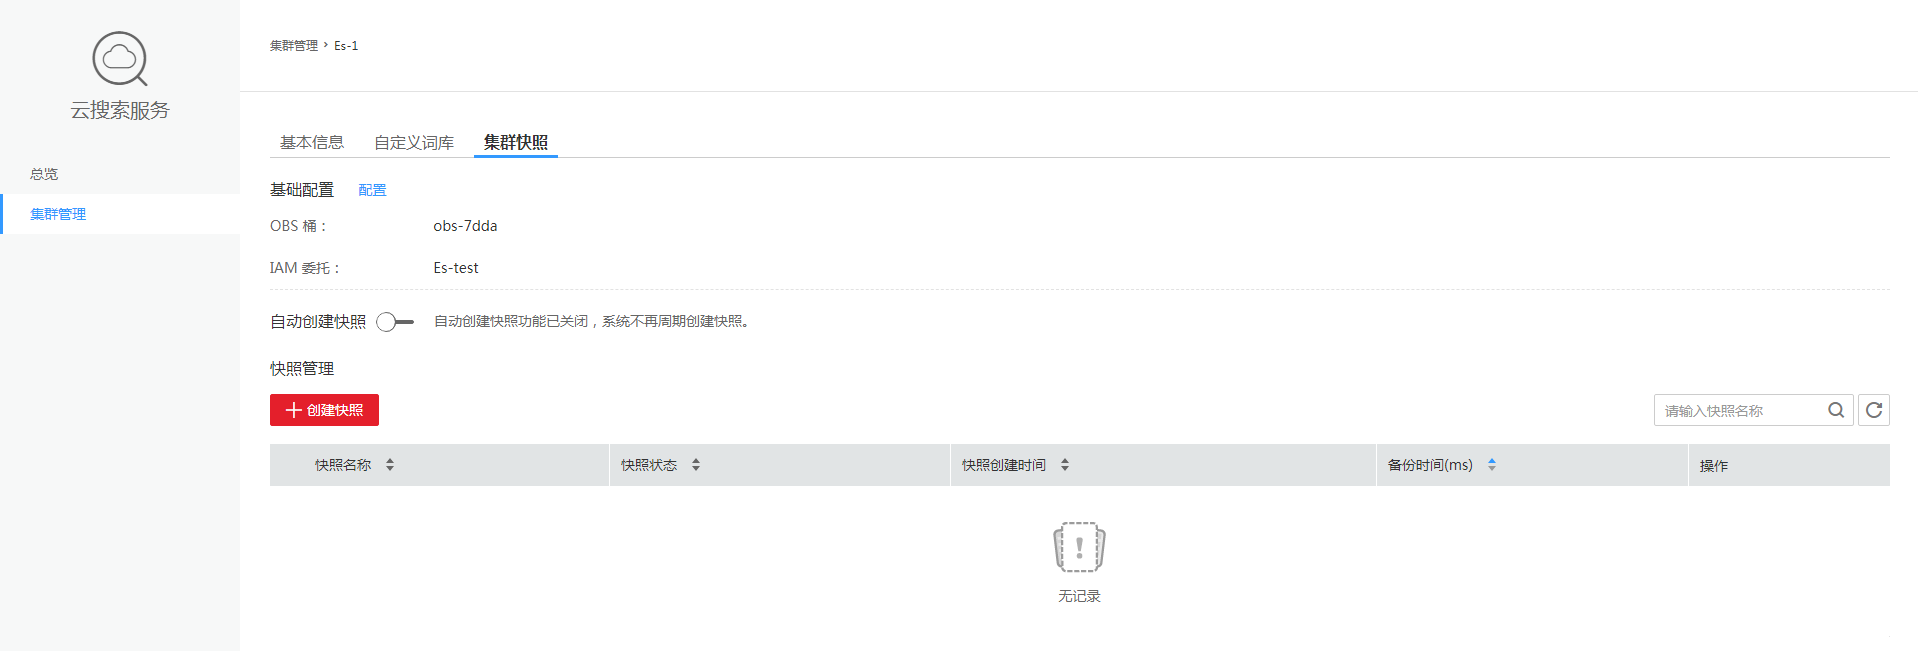 云搜索服务
总览
集群管理
集群管理 > Es-1
基本信息 自定义词库 集群快照
基础配置 配置
OBS 桶： obs-7dda
IAM 委托： Es-test
自动创建快照 自动创建快照功能已关闭，系统不再周期创建快照。
快照管理
创建快照 请输入快照名称
快照名称 快照状态 快照创建时间 备份时间(ms) 操作
无记录